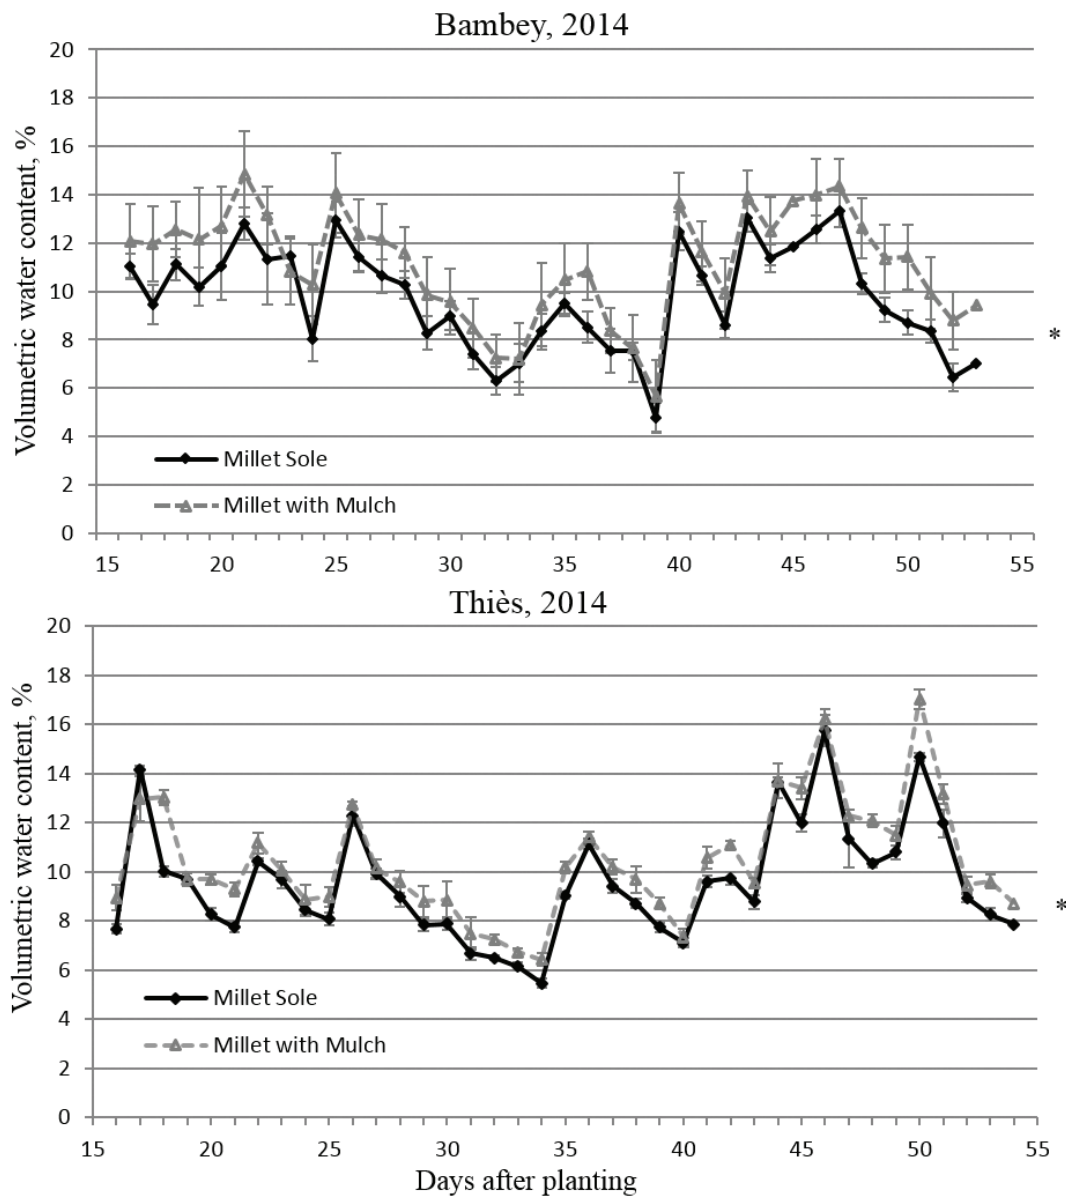 Bambey, 2014
20
18
16
14
12
10
8
6
4
2
0
Volumetric water content, %
Millet Sole
Millet with Mulch
*
15 20 25 30 35 40 45 50 55
Thiès, 2014
20
18
16
14
12
10
8
6
4
2
0
Volumetric water content, %
Millet Sole
Millet with Mulch
*
15 20 25 30 35 40 45 50 55
Days after planting